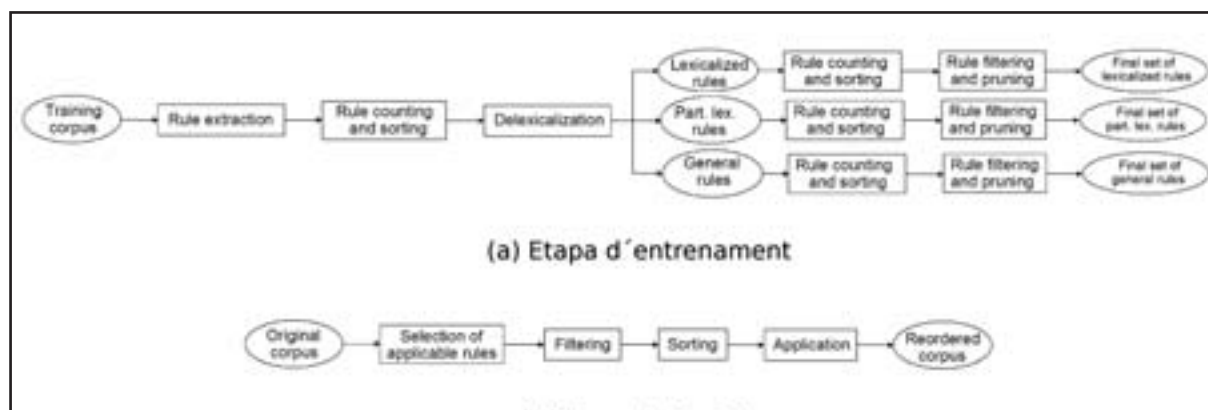 Training
corpus
Rule extraction
Rule counting
and sorting
Delexicalization
Lexicalized
rules
Rule counting
and sorting
Rule filtering
and pruning
Final set of
lexicalized rules
Part. lex.
rules
Rule counting
and sorting
Rule filtering
and pruning
Final set of
part. lex. rules
General
rules
Rule counting
and sorting
Rule filtering
and pruning
Final set of
general rules
(a) Etapa d´entrenament
Original
corpus
Selection of
applicable rules
Filtering
Sorting
Application
Reordered
corpus